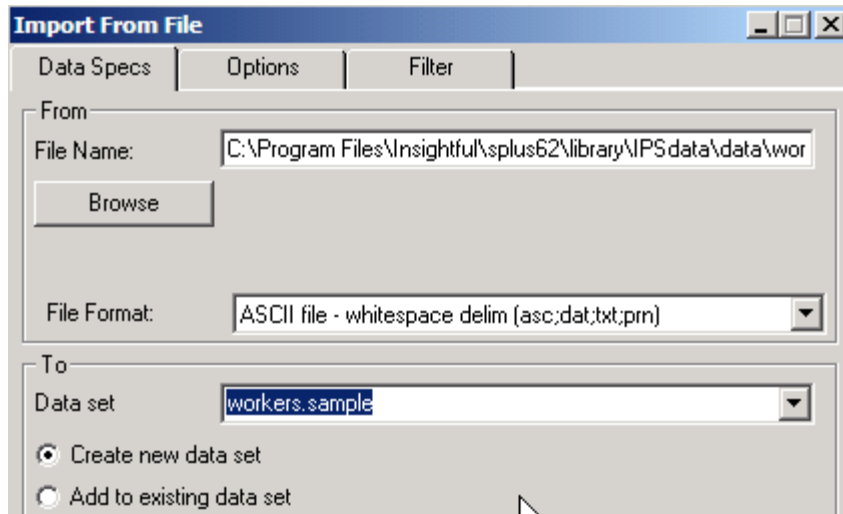 Import From File
Data Specs Options Filter
From
File Name: C:\Program Files\Insightful\splus62\library\IPSdata\data\wor
Browse
File Format: ASCII file - whitespace delim (asc;dat;txt;prn)
To
Data set workers.sample
Create new data set
Add to existing data set